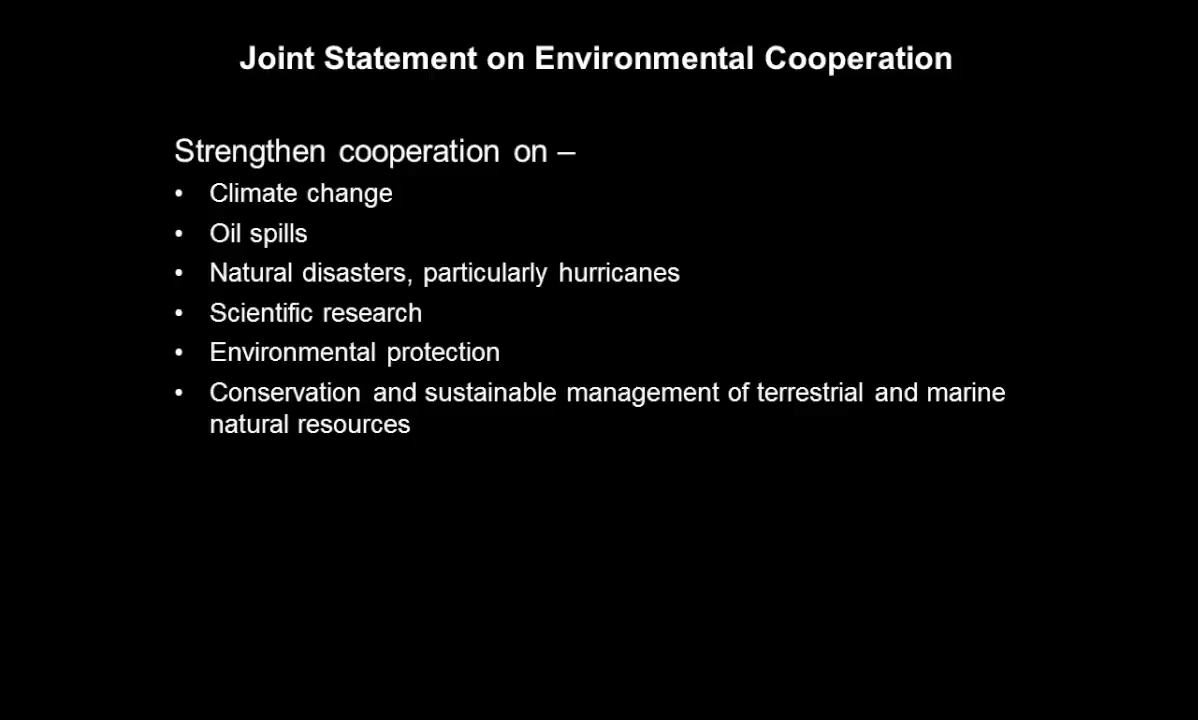 Joint Statement on Environmental Cooperation
Strengthen cooperation on –
• Climate change
• Oil spills
• Natural disasters, particularly hurricanes
• Scientific research
• Environmental protection
• Conservation and sustainable management of terrestrial and marine
natural resources